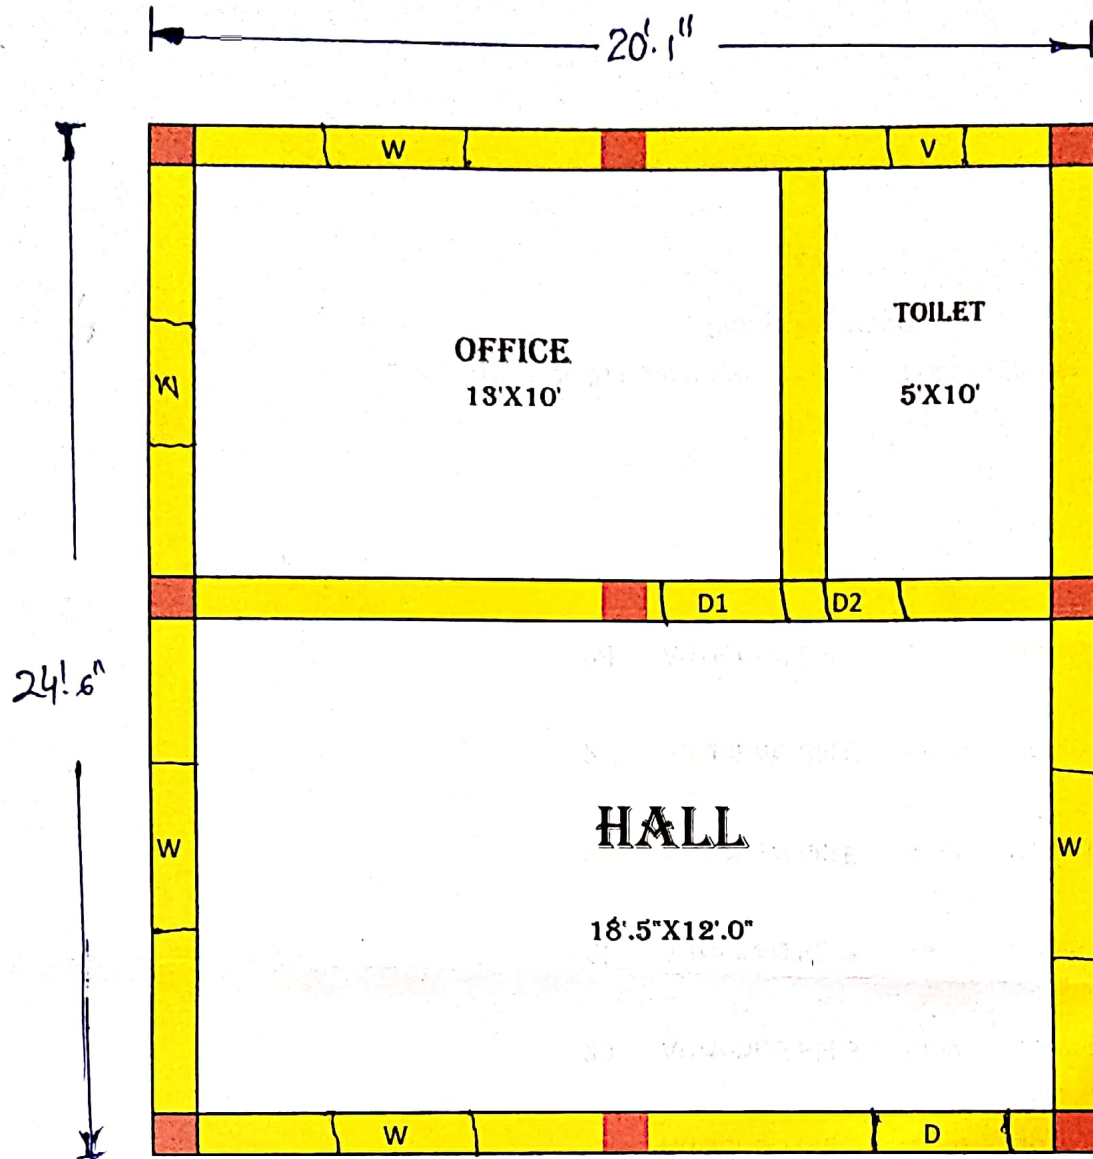 20'.1"
W
V
W
OFFICE
13'X10'
TOILET
5'X10'
D1
D2
24'.6"
HALL
18'.5"X12'.0"
W
W
W
D